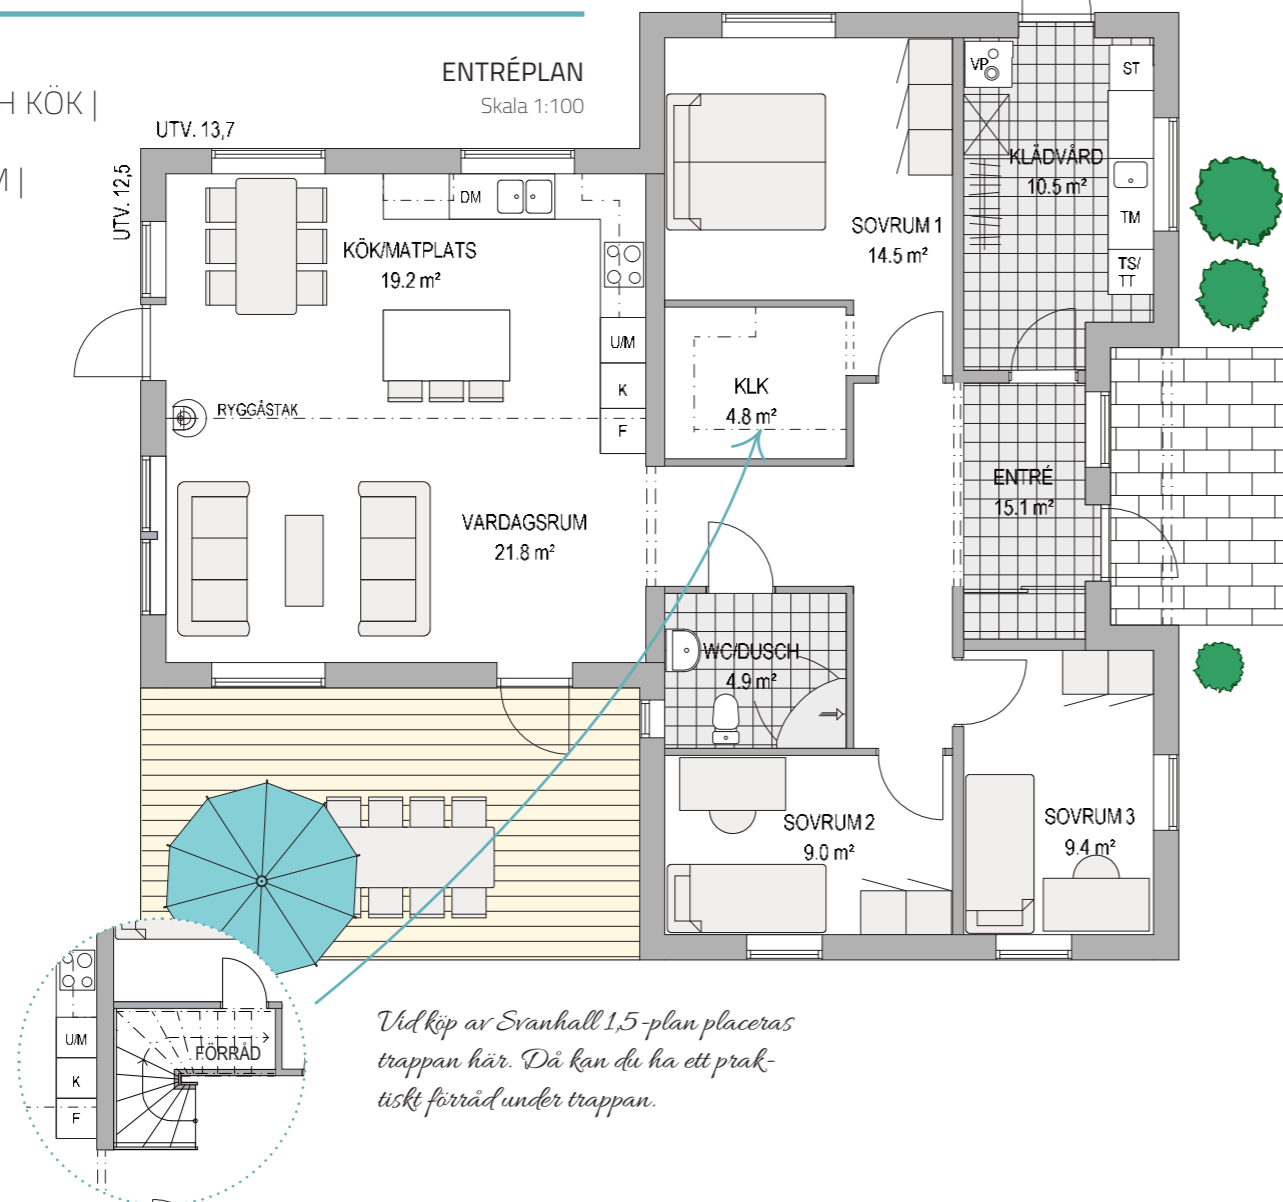 H KÖK |
M |
ENTRÉPLAN
Skala 1:100
UTV. 13,7
UTV. 12,5
VP
ST
KLÄDVÅRD
10.5 m²
TM
TS/
TT
DM
KÖK/MATPLATS
19.2 m²
SOVRUM 1
14.5 m²
U/M
K
F
RYGGÅSTAK
KLK
4.8 m²
ENTRÉ
15.1 m²
VARDAGSRUM
21.8 m²
WC/DUSCH
4.9 m²
SOVRUM 2
9.0 m²
SOVRUM 3
9.4 m²
U/M
K
F
FÖRRÅD
Vid köp av Svanhall 1,5-plan placeras
trappan här. Då kan du ha ett prak-
tiskt förråd under trappan.